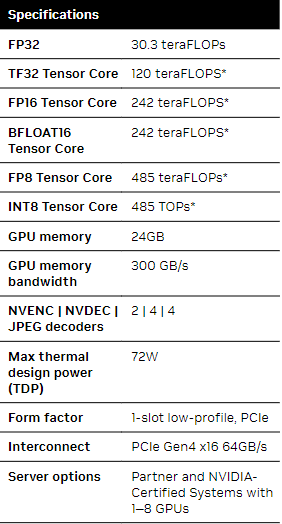 Specifications
FP32 30.3 teraFLOPs
TF32 Tensor Core 120 teraFLOPS*
FP16 Tensor Core 242 teraFLOPS*
BFLOAT16 242 teraFLOPS*
Tensor Core
FP8 Tensor Core 485 teraFLOPs*
INT8 Tensor Core 485 TOPs*
GPU memory 24GB
GPU memory 300 GB/s
bandwidth
NVENC | NVDEC | 2 | 4 | 4
JPEG decoders
Max thermal 72W
design power
(TDP)
Form factor 1-slot low-profile, PCIe
Interconnect PCIe Gen4 x16 64GB/s
Server options Partner and NVIDIA-
Certified Systems with
1–8 GPUs